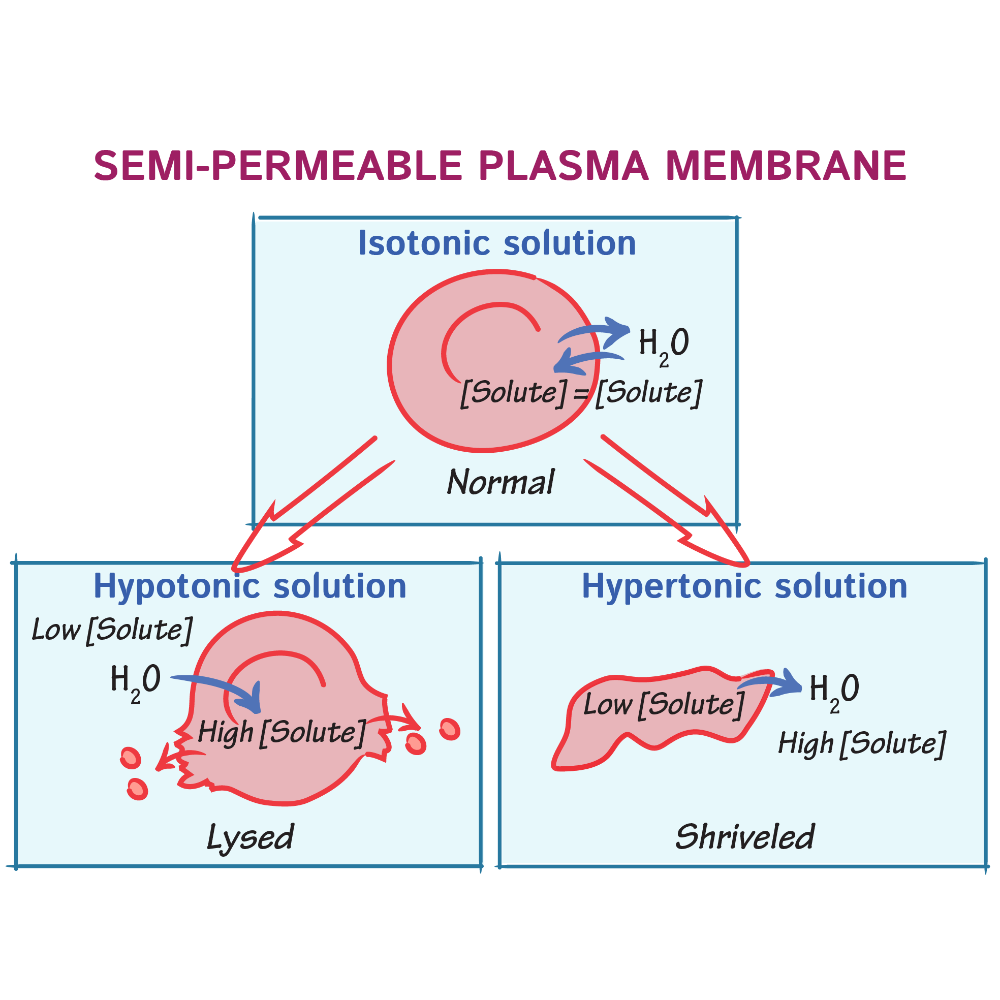 SEMI-PERMEABLE PLASMA MEMBRANE
Isotonic solution
H₂O
[Solute] = [Solute]
Normal
Hypotonic solution
Low [Solute]
H₂O
High [Solute]
Lysed
Hypertonic solution
Low [Solute]
H₂O
High [Solute]
Shriveled